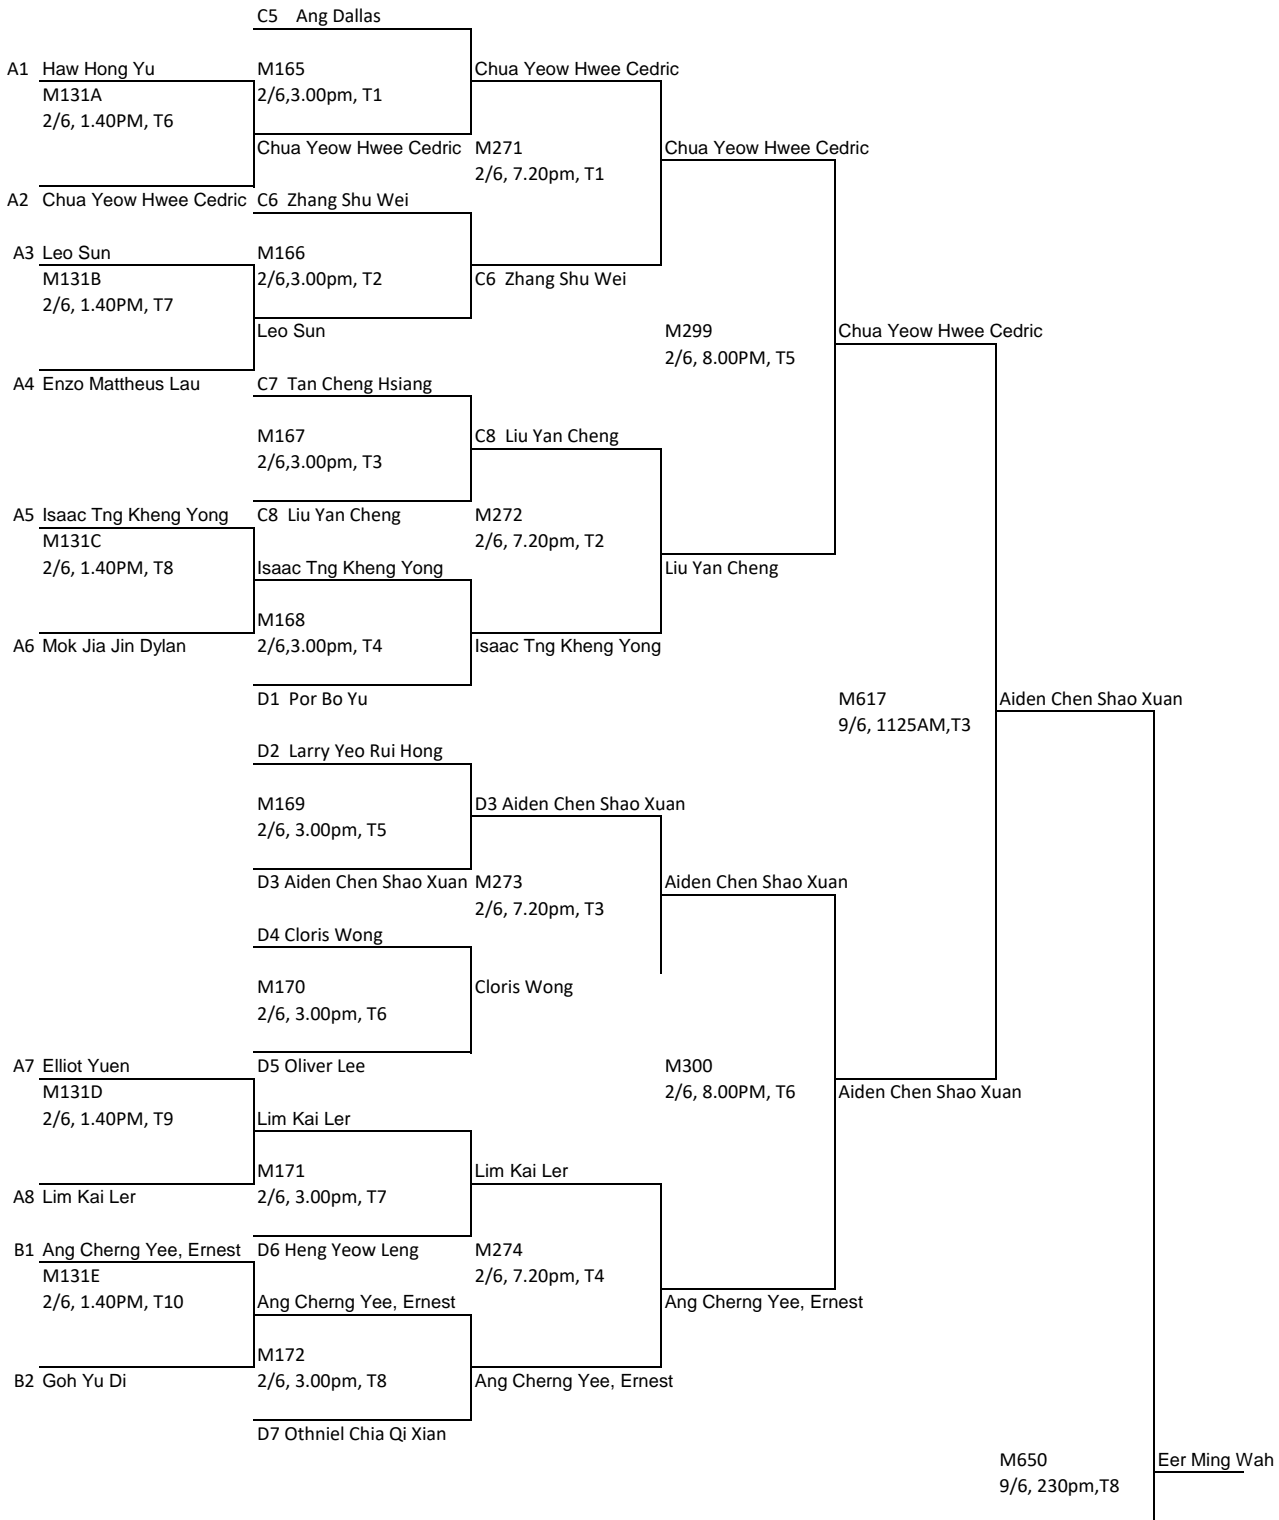 C5 Ang Dallas
A1 Haw Hong Yu
M165
Chua Yeow Hwee Cedric
M131A
2/6,3.00pm, T1
2/6, 1.40PM, T6
Chua Yeow Hwee Cedric
M271
Chua Yeow Hwee Cedric
2/6, 7.20pm, T1
A2 Chua Yeow Hwee Cedric
C6 Zhang Shu Wei
A3 Leo Sun
M166
M131B
2/6,3.00pm, T2
C6 Zhang Shu Wei
2/6, 1.40PM, T7
Leo Sun
M299
Chua Yeow Hwee Cedric
2/6, 8.00PM, T5
A4 Enzo Mattheus Lau
C7 Tan Cheng Hsiang
M167
C8 Liu Yan Cheng
2/6,3.00pm, T3
A5 Isaac Tng Kheng Yong
C8 Liu Yan Cheng
M272
M131C
2/6, 7.20pm, T2
2/6, 1.40PM, T8
Isaac Tng Kheng Yong
Liu Yan Cheng
M168
A6 Mok Jia Jin Dylan
2/6,3.00pm, T4
Isaac Tng Kheng Yong
D1 Por Bo Yu
M617
Aiden Chen Shao Xuan
9/6, 1125AM,T3
D2 Larry Yeo Rui Hong
M169
D3 Aiden Chen Shao Xuan
2/6, 3.00pm, T5
D3 Aiden Chen Shao Xuan
M273
Aiden Chen Shao Xuan
2/6, 7.20pm, T3
D4 Cloris Wong
M170
Cloris Wong
2/6, 3.00pm, T6
A7 Elliot Yuen
D5 Oliver Lee
M300
M131D
2/6, 8.00PM, T6
Aiden Chen Shao Xuan
2/6, 1.40PM, T9
Lim Kai Ler
M171
Lim Kai Ler
A8 Lim Kai Ler
2/6, 3.00pm, T7
B1 Ang Cherng Yee, Ernest
D6 Heng Yeow Leng
M274
M131E
2/6, 7.20pm, T4
2/6, 1.40PM, T10
Ang Cherng Yee, Ernest
Ang Cherng Yee, Ernest
M172
B2 Goh Yu Di
2/6, 3.00pm, T8
Ang Cherng Yee, Ernest
D7 Othniel Chia Qi Xian
M650
Eer Ming Wah
9/6, 230pm,T8